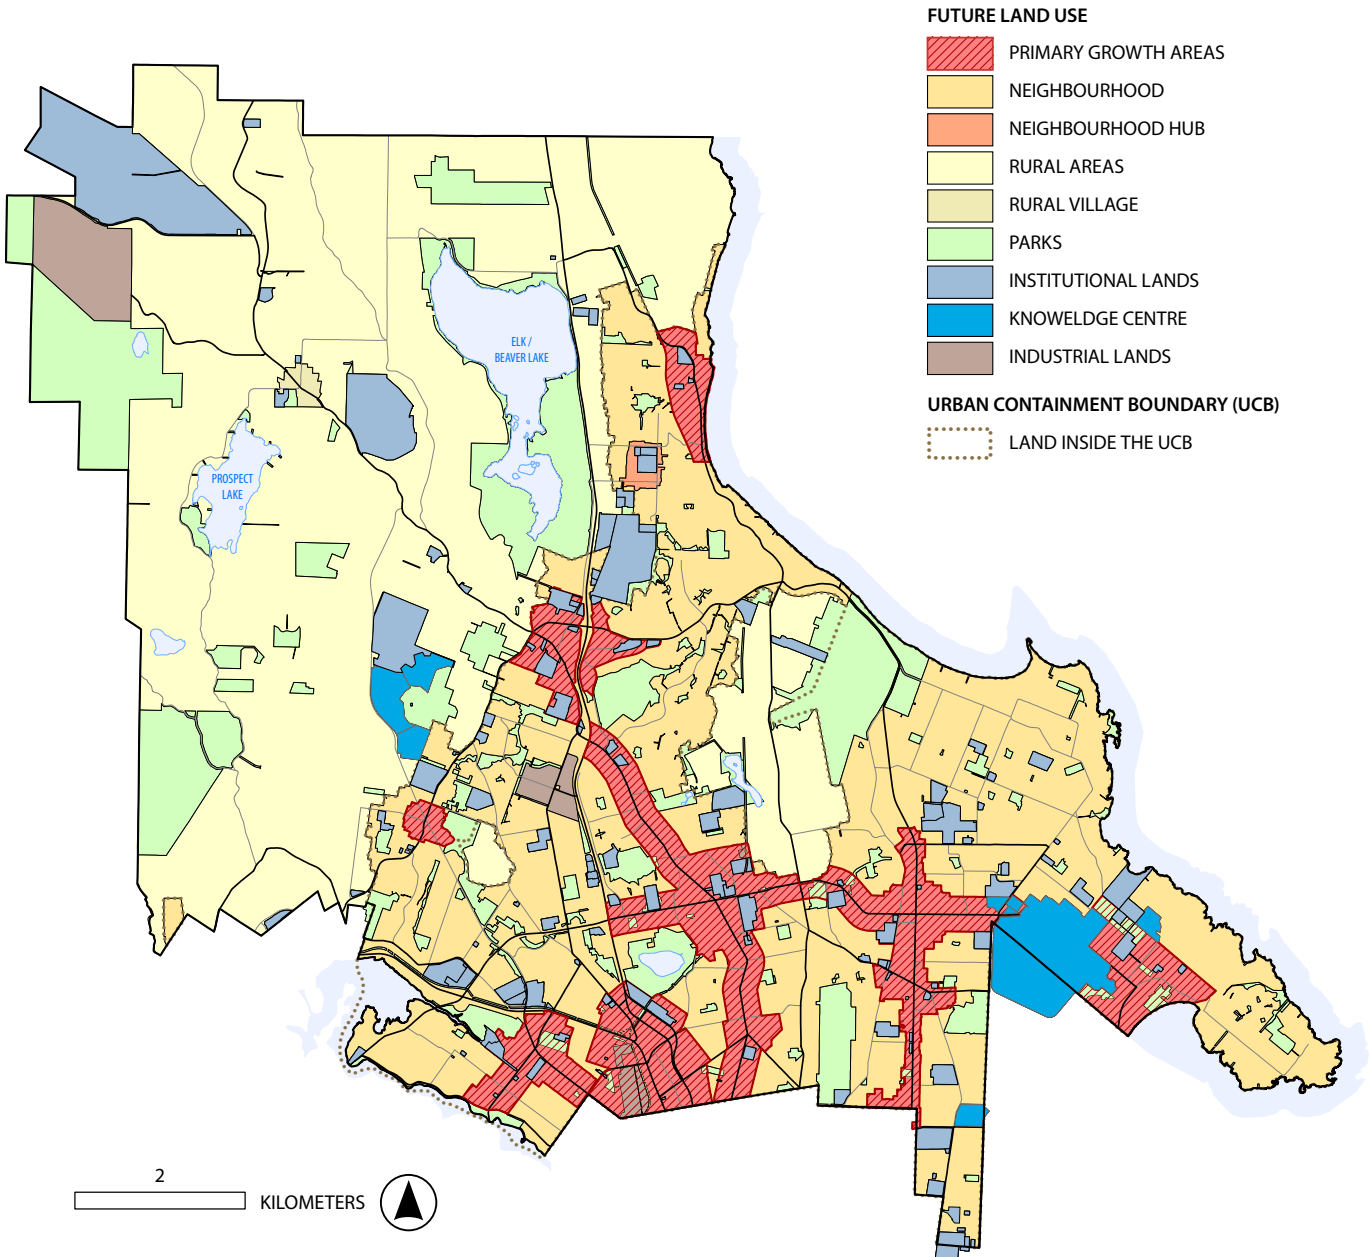 FUTURE LAND USE
PRIMARY GROWTH AREAS
NEIGHBOURHOOD
NEIGHBOURHOOD HUB
RURAL AREAS
RURAL VILLAGE
PARKS
INSTITUTIONAL LANDS
KNOWELDGE CENTRE
INDUSTRIAL LANDS
URBAN CONTAINMENT BOUNDARY (UCB)
LAND INSIDE THE UCB
ELK /
BEAVER LAKE
PROSPECT
LAKE
2
KILOMETERS